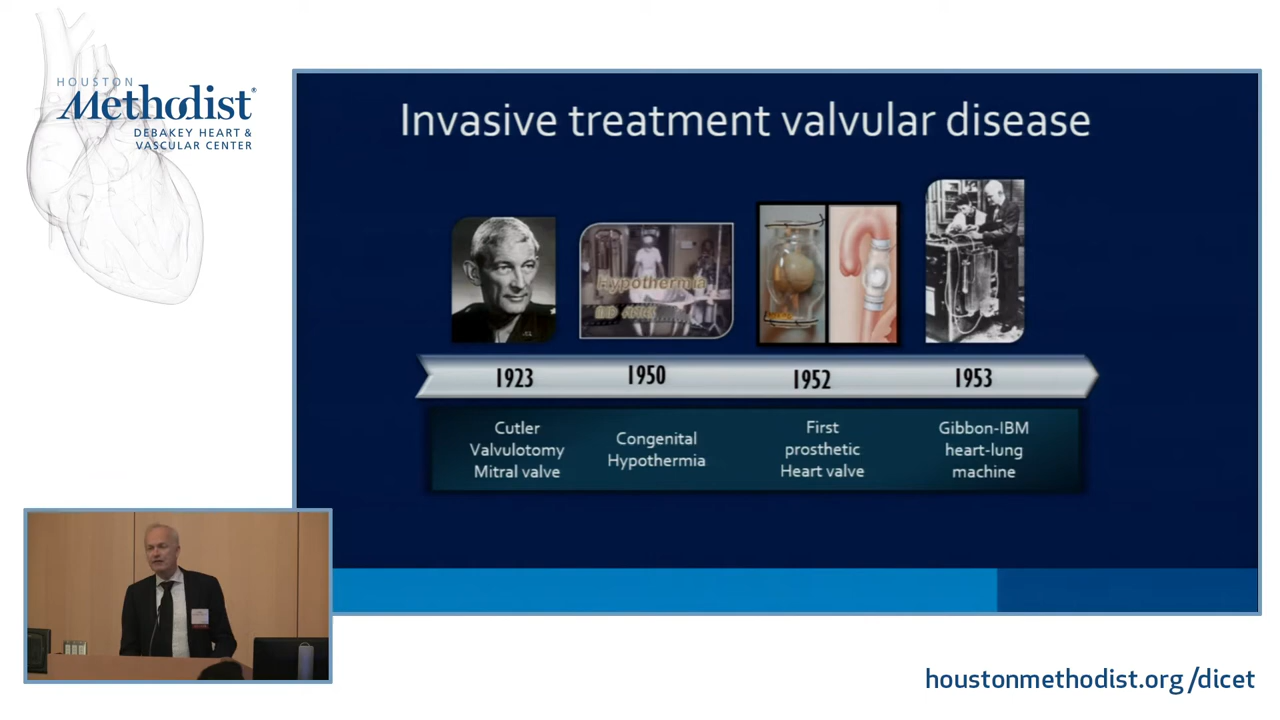 HOUSTON
Methodist®
DEBAKEY HEART &
VASCULAR CENTER
Invasive treatment valvular disease
Hypothermia
1923
1950
1952
1953
Cutler
Valvulotomy
Mitral valve
Congenital
Hypothermia
First
prosthetic
Heart valve
Gibbon-IBM
heart-lung
machine
houstonmethodist.org/dicet